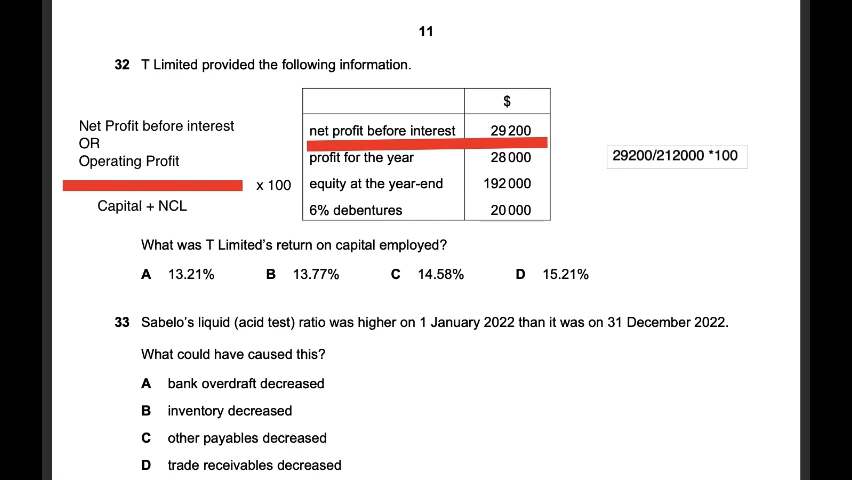 11
32 T Limited provided the following information.
$
Net Profit before interest
OR
Operating Profit
x 100
Capital + NCL
net profit before interest 29 200
profit for the year 28 000
equity at the year-end 192 000
6% debentures 20 000
29200/212000 *100
What was T Limited’s return on capital employed?
A 13.21% B 13.77% C 14.58% D 15.21%
33 Sabelo’s liquid (acid test) ratio was higher on 1 January 2022 than it was on 31 December 2022.
What could have caused this?
A bank overdraft decreased
B inventory decreased
C other payables decreased
D trade receivables decreased